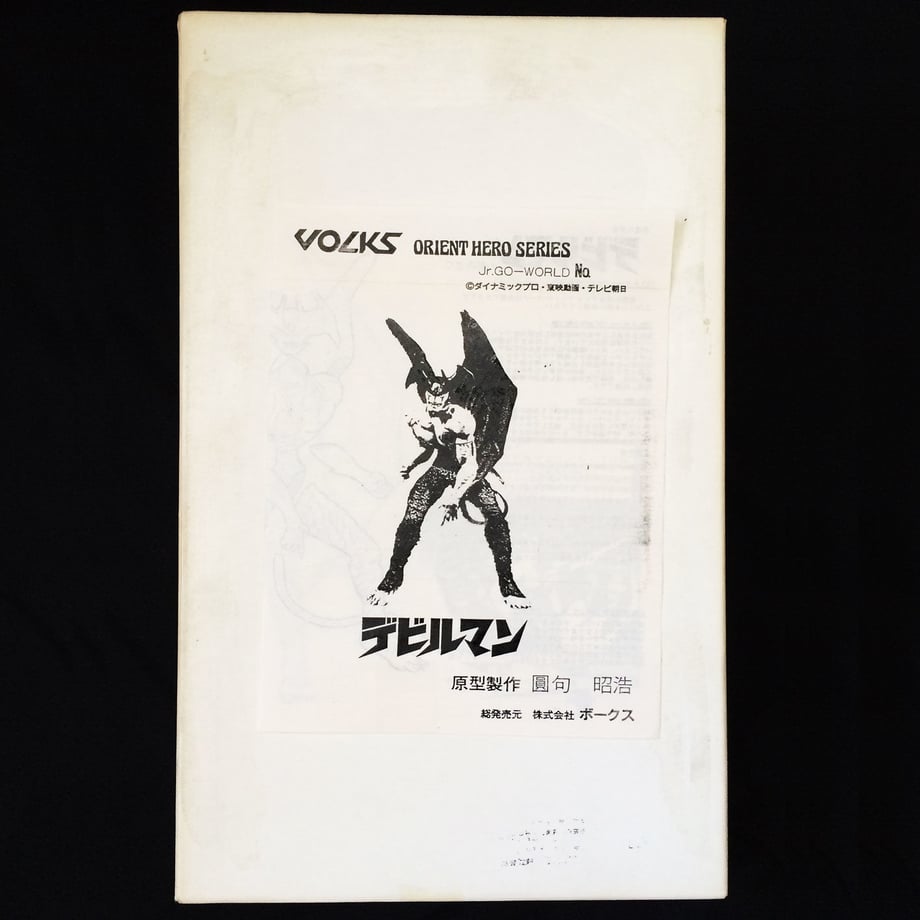 VOLKS ORIENT HERO SERIES
Jr.GO-WORLD No.
©ダイナミックプロ・東映動画・テレビ朝日
デビルマン
原型製作 圓句 昭浩
総発売元 株式会社 ボークス